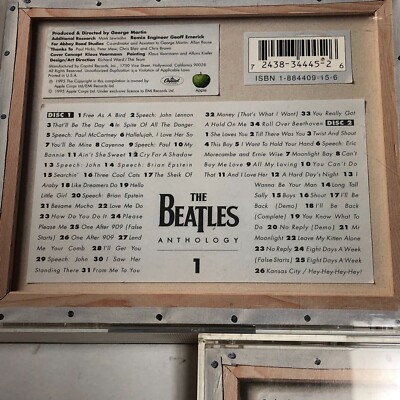 Produced & Directed by George Martin
Additional Research Mark Lewisohn Remix Engineer Geoff Emerick
For Abbey Road Studios Coordinator and Assistant to George Martin: Allan Rouse
Thanks To Paul Hicks, Peter Mew, Chris Blair and Chris Brown
Cover Concept Klaus Voormann Painting Klaus Voormann and Alfons Kiefer
Design/Art Direction Richard Ward/The Team
Capitol
Apple
7 24383-44452 6
ISBN 1-884409-15-6
DISC 1 1 Free As A Bird 2 Speech: John Lennon
3 That'll Be The Day 4 In Spite Of All The Danger
5 Speech: Paul McCartney 6 Hallelujah, I Love Her So
7 You'll Be Mine 8 Cayenne 9 Speech: Paul 10 My
Bonnie 11 Ain't She Sweet 12 Cry For A Shadow
13 Speech: John 14 Speech: Brian Epstein
15 Searchin' 16 Three Cool Cats 17 The Sheik Of
Araby 18 Like Dreamers Do 19 Hello
Little Girl 20 Speech: Brian Epstein
21 Besame Mucho 22 Love Me Do
23 How Do You Do It 24 Please
Please Me 25 One After 909 (False
Starts) 26 One After 909 27 Lend
Me Your Comb 28 I'll Get You
29 Speech: John 30 I Saw Her
Standing There 31 From Me To You
THE
BEATLES
ANTHOLOGY
1
32 Money (That's What I Want) 33 You Really Got
A Hold On Me 34 Roll Over Beethoven DISC 2
1 She Loves You 2 Till There Was You 3 Twist And Shout
4 This Boy 5 I Want To Hold Your Hand 6 Speech: Eric
Morecambe and Ernie Wise 7 Moonlight Bay 8 Can't
Buy Me Love 9 All My Loving 10 You Can't Do
That 11 And I Love Her 12 A Hard Day's Night 13 I
Wanna Be Your Man 14 Long Tall
Sally 15 Boys 16 Shout 17 I'll Be
Back (Demo) 18 I'll Be Back
(Complete) 19 You Know What To
Do 20 No Reply (Demo) 21 Mr
Moonlight 22 Leave My Kitten Alone
23 No Reply 24 Eight Days A Week
(False Starts) 25 Eight Days A Week
26 Kansas City / Hey-Hey-Hey-Hey!